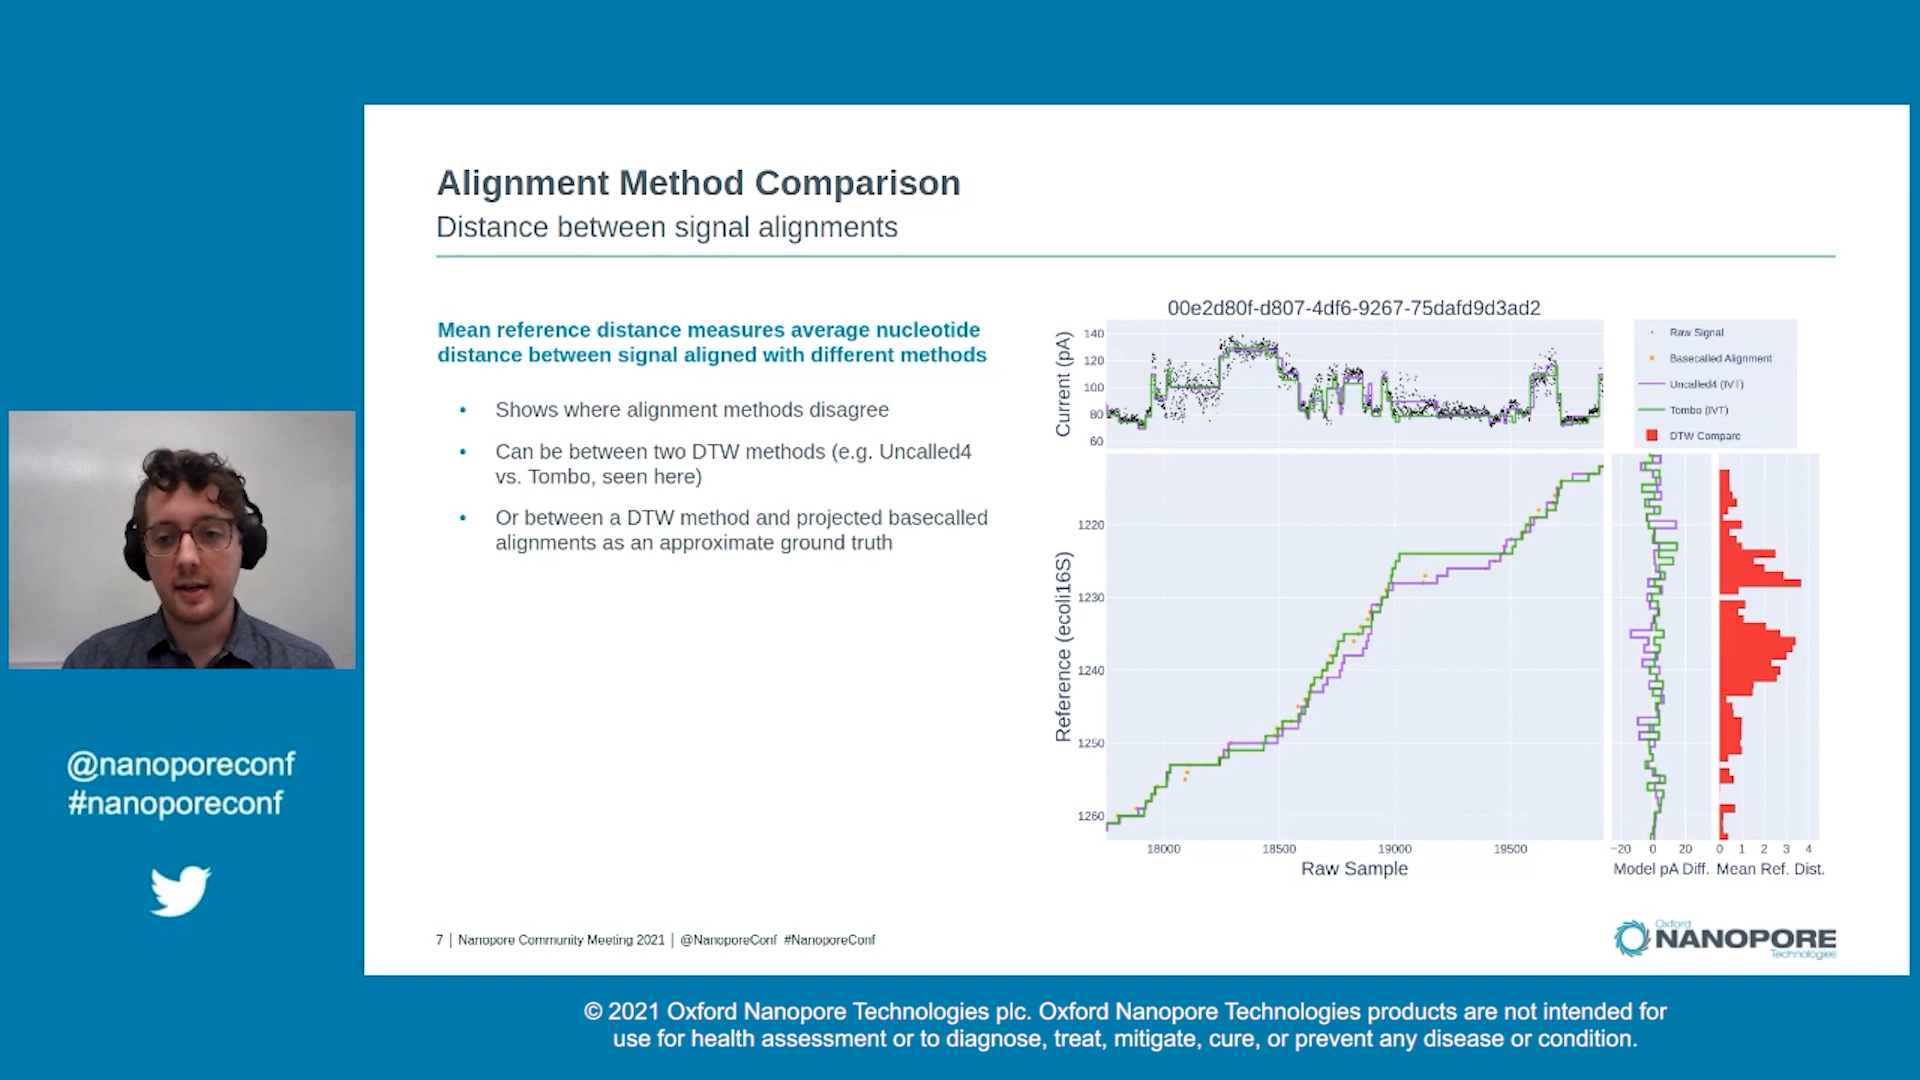 Alignment Method Comparison
Distance between signal alignments
Mean reference distance measures average nucleotide
distance between signal aligned with different methods
• Shows where alignment methods disagree
• Can be between two DTW methods (e.g. Uncalled4
vs. Tombo, seen here)
• Or between a DTW method and projected basecalled
alignments as an approximate ground truth
00e2d80f-d807-4df6-9267-75dafd9d3ad2
Current (pA)
140
120
100
80
60
Raw Signal
Basecalled Alignment
Uncalled4 (IVT)
Tombo (IVT)
DTW Compare
Reference (ecoli16S)
1220
1230
1240
1250
1260
18000 18500 19000 19500
Raw Sample
−20 0 20
Model pA Diff.
0 1 2 3 4
Mean Ref. Dist.
@nanoporeconf
#nanoporeconf
7 | Nanopore Community Meeting 2021 | @NanoporeConf #NanoporeConf
Oxford
NANOPORE
Technologies
© 2021 Oxford Nanopore Technologies plc. Oxford Nanopore Technologies products are not intended for
use for health assessment or to diagnose, treat, mitigate, cure, or prevent any disease or condition.